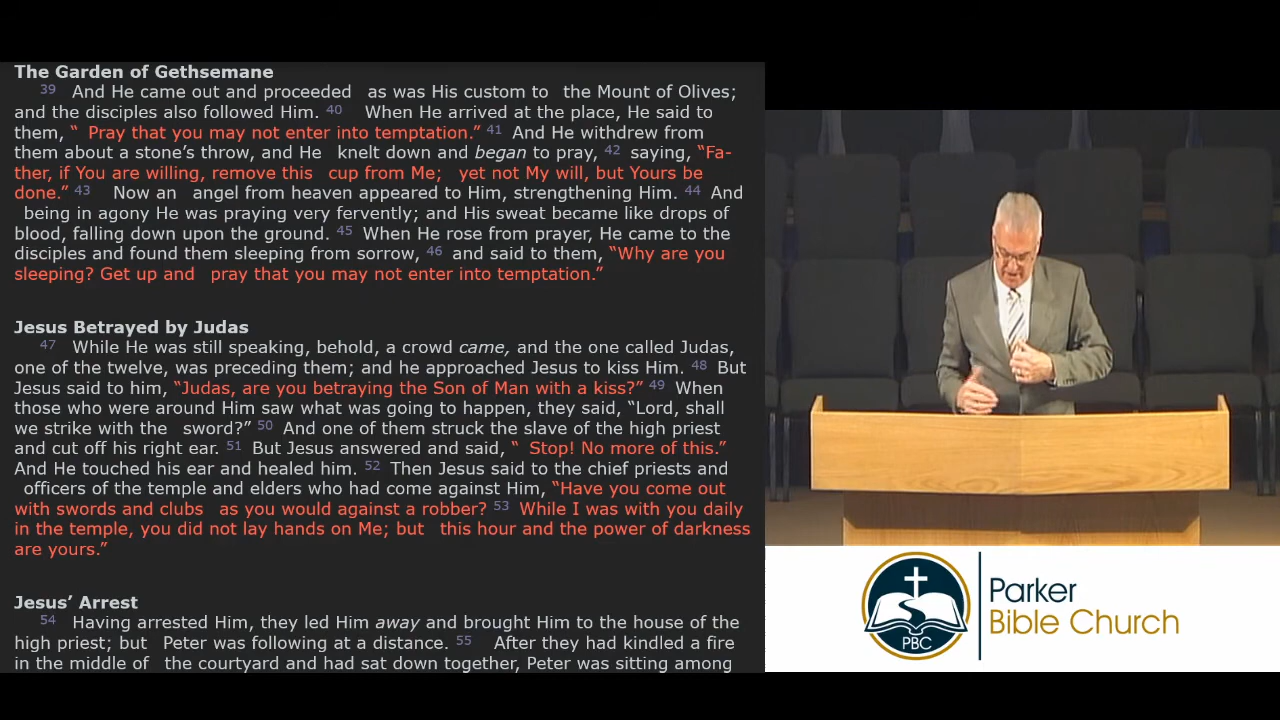 The Garden of Gethsemane
39 And He came out and proceeded as was His custom to the Mount of Olives;
and the disciples also followed Him. 40 When He arrived at the place, He said to
them, “ Pray that you may not enter into temptation.” 41 And He withdrew from
them about a stone’s throw, and He knelt down and began to pray, 42 saying, “Fa-
ther, if You are willing, remove this cup from Me; yet not My will, but Yours be
done.” 43 Now an angel from heaven appeared to Him, strengthening Him. 44 And
being in agony He was praying very fervently; and His sweat became like drops of
blood, falling down upon the ground. 45 When He rose from prayer, He came to the
disciples and found them sleeping from sorrow, 46 and said to them, “Why are you
sleeping? Get up and pray that you may not enter into temptation.”
Jesus Betrayed by Judas
47 While He was still speaking, behold, a crowd came, and the one called Judas,
one of the twelve, was preceding them; and he approached Jesus to kiss Him. 48 But
Jesus said to him, “Judas, are you betraying the Son of Man with a kiss?” 49 When
those who were around Him saw what was going to happen, they said, “Lord, shall
we strike with the sword?” 50 And one of them struck the slave of the high priest
and cut off his right ear. 51 But Jesus answered and said, “ Stop! No more of this.”
And He touched his ear and healed him. 52 Then Jesus said to the chief priests and
officers of the temple and elders who had come against Him, “Have you come out
with swords and clubs as you would against a robber? 53 While I was with you daily
in the temple, you did not lay hands on Me; but this hour and the power of darkness
are yours.”
Jesus’ Arrest
54 Having arrested Him, they led Him away and brought Him to the house of the
high priest; but Peter was following at a distance. 55 After they had kindled a fire
in the middle of the courtyard and had sat down together, Peter was sitting among
PBC
Parker
Bible Church